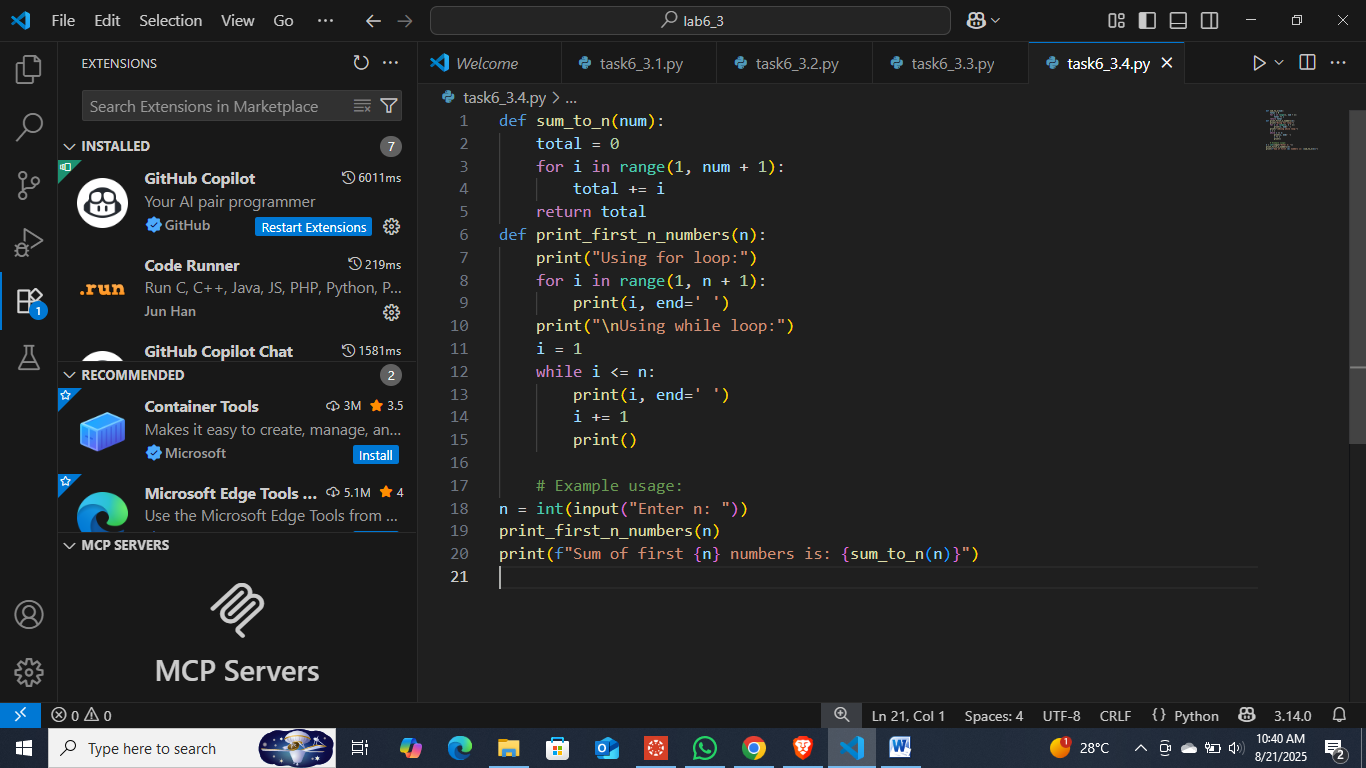 File Edit Selection View Go ··· lab6_3
EXTENSIONS
Search Extensions in Marketplace
INSTALLED 7
GitHub Copilot 6011ms
Your AI pair programmer
GitHub Restart Extensions
Code Runner 219ms
.run
Run C, C++, Java, JS, PHP, Python, P...
Jun Han
GitHub Copilot Chat 1581ms
RECOMMENDED 2
Container Tools 3M 3.5
Makes it easy to create, manage, an...
Microsoft Install
Microsoft Edge Tools ... 5.1M 4
Use the Microsoft Edge Tools from ...
MCP SERVERS
MCP Servers
1
Welcome task6_3.1.py task6_3.2.py task6_3.3.py task6_3.4.py
task6_3.4.py > ...
1 def sum_to_n(num):
2 total = 0
3 for i in range(1, num + 1):
4 total += i
5 return total
6 def print_first_n_numbers(n):
7 print("Using for loop:")
8 for i in range(1, n + 1):
9 print(i, end=' ')
10 print("\nUsing while loop:")
11 i = 1
12 while i <= n:
13 print(i, end=' ')
14 i += 1
15 print()
16
17 # Example usage:
18 n = int(input("Enter n: "))
19 print_first_n_numbers(n)
20 print(f"Sum of first {n} numbers is: {sum_to_n(n)}")
21
0 0 Ln 21, Col 1 Spaces: 4 UTF-8 CRLF {} Python 3.14.0
Type here to search 1 28°C 10:40 AM
8/21/2025 2